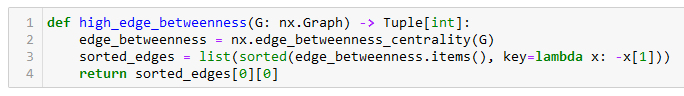 1 def high_edge_betweenness(G: nx.Graph) -> Tuple[int]:
2     edge_betweenness = nx.edge_betweenness_centrality(G)
3     sorted_edges = list(sorted(edge_betweenness.items(), key=lambda x: -x[1]))
4     return sorted_edges[0][0]